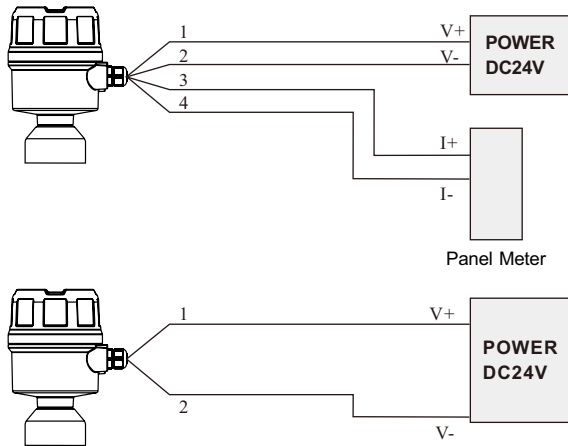 1 V+
2 V-
POWER
DC24V
3
4
I+
I-
Panel Meter
1 V+
POWER
DC24V
2
V-